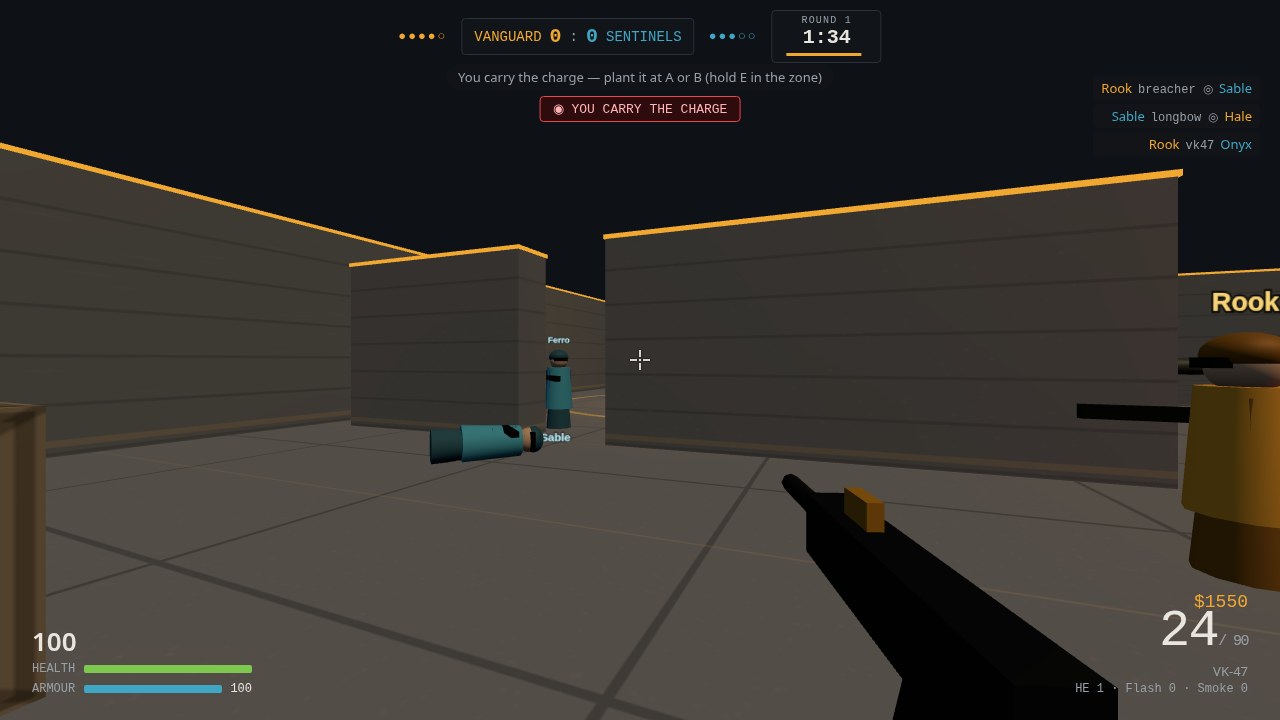 VANGUARD 0 : 0 SENTINELS
ROUND 1
1:34
You carry the charge — plant it at A or B (hold E in the zone)
◉ YOU CARRY THE CHARGE
Rook breacher ◎ Sable
Sable longbow ◎ Hale
Rook vk47 Onyx
Rook
Ferro
Sable
100
HEALTH
ARMOUR 100
$1550
24 / 90
VK-47
HE 1 · Flash 0 · Smoke 0